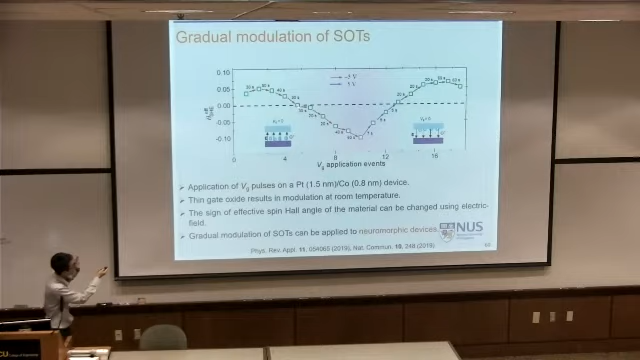 Gradual modulation of SOTs
0.10
0.05
0.00
-0.05
-0.10
0
4
8
12
16
-5 V
5 V
V_g application events
➤ Application of V_g pulses on a Pt (1.5 nm)/Co (0.8 nm) device.
➤ Thin gate oxide results in modulation at room temperature.
➤ The sign of effective spin Hall angle of the material can be changed using electric-
field.
➤ Gradual modulation of SOTs can be applied to neuromorphic devices.
NUS
Phys. Rev. Appl. 11, 054065 (2019), Nat. Commun. 10, 248 (2019)